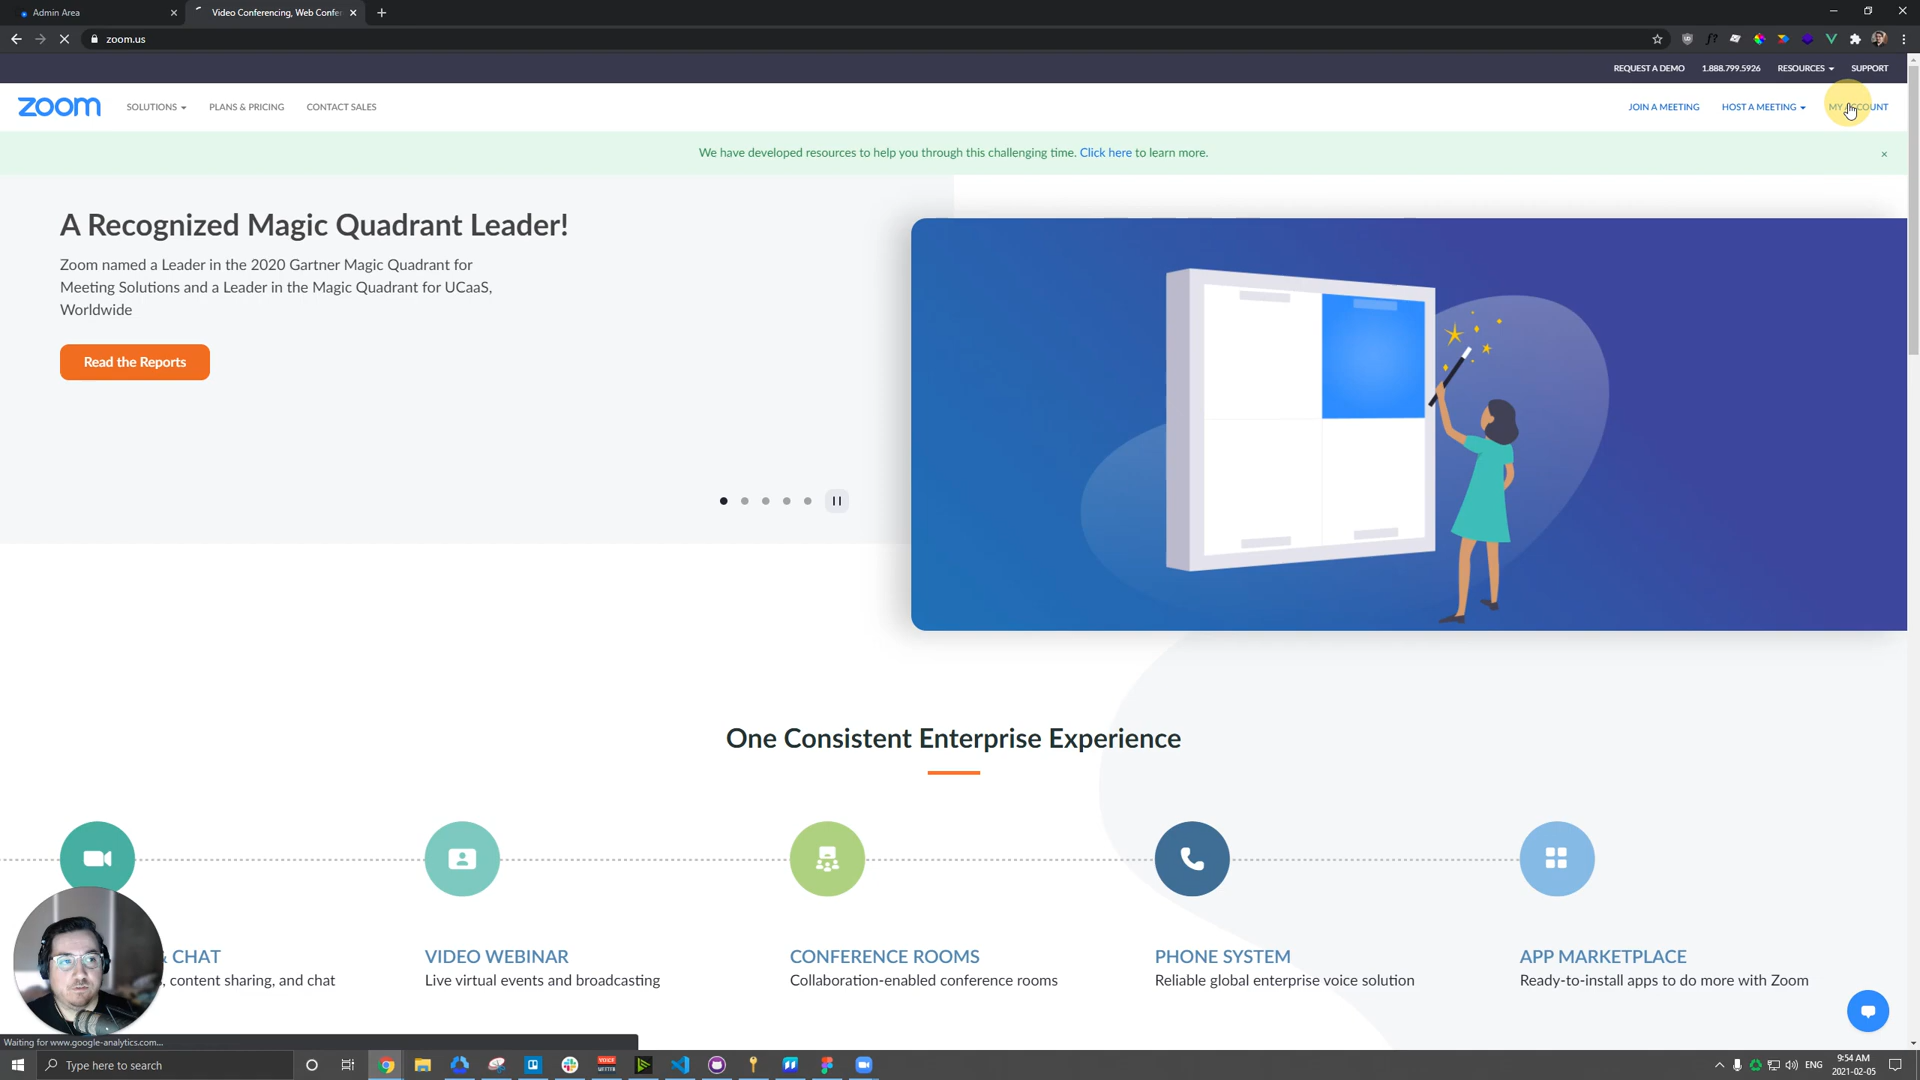 Admin Area
Video Conferencing, Web Confe
zoom.us
REQUEST A DEMO 1.888.799.5926 RESOURCES SUPPORT
zoom SOLUTIONS PLANS & PRICING CONTACT SALES JOIN A MEETING HOST A MEETING MY ACCOUNT
We have developed resources to help you through this challenging time. Click here to learn more.
A Recognized Magic Quadrant Leader!
Zoom named a Leader in the 2020 Gartner Magic Quadrant for
Meeting Solutions and a Leader in the Magic Quadrant for UCaaS,
Worldwide
Read the Reports
One Consistent Enterprise Experience
& CHAT
, content sharing, and chat
VIDEO WEBINAR
Live virtual events and broadcasting
CONFERENCE ROOMS
Collaboration-enabled conference rooms
PHONE SYSTEM
Reliable global enterprise voice solution
APP MARKETPLACE
Ready-to-install apps to do more with Zoom
Waiting for www.google-analytics.com...
Type here to search
ENG
9:54 AM
2021-02-05